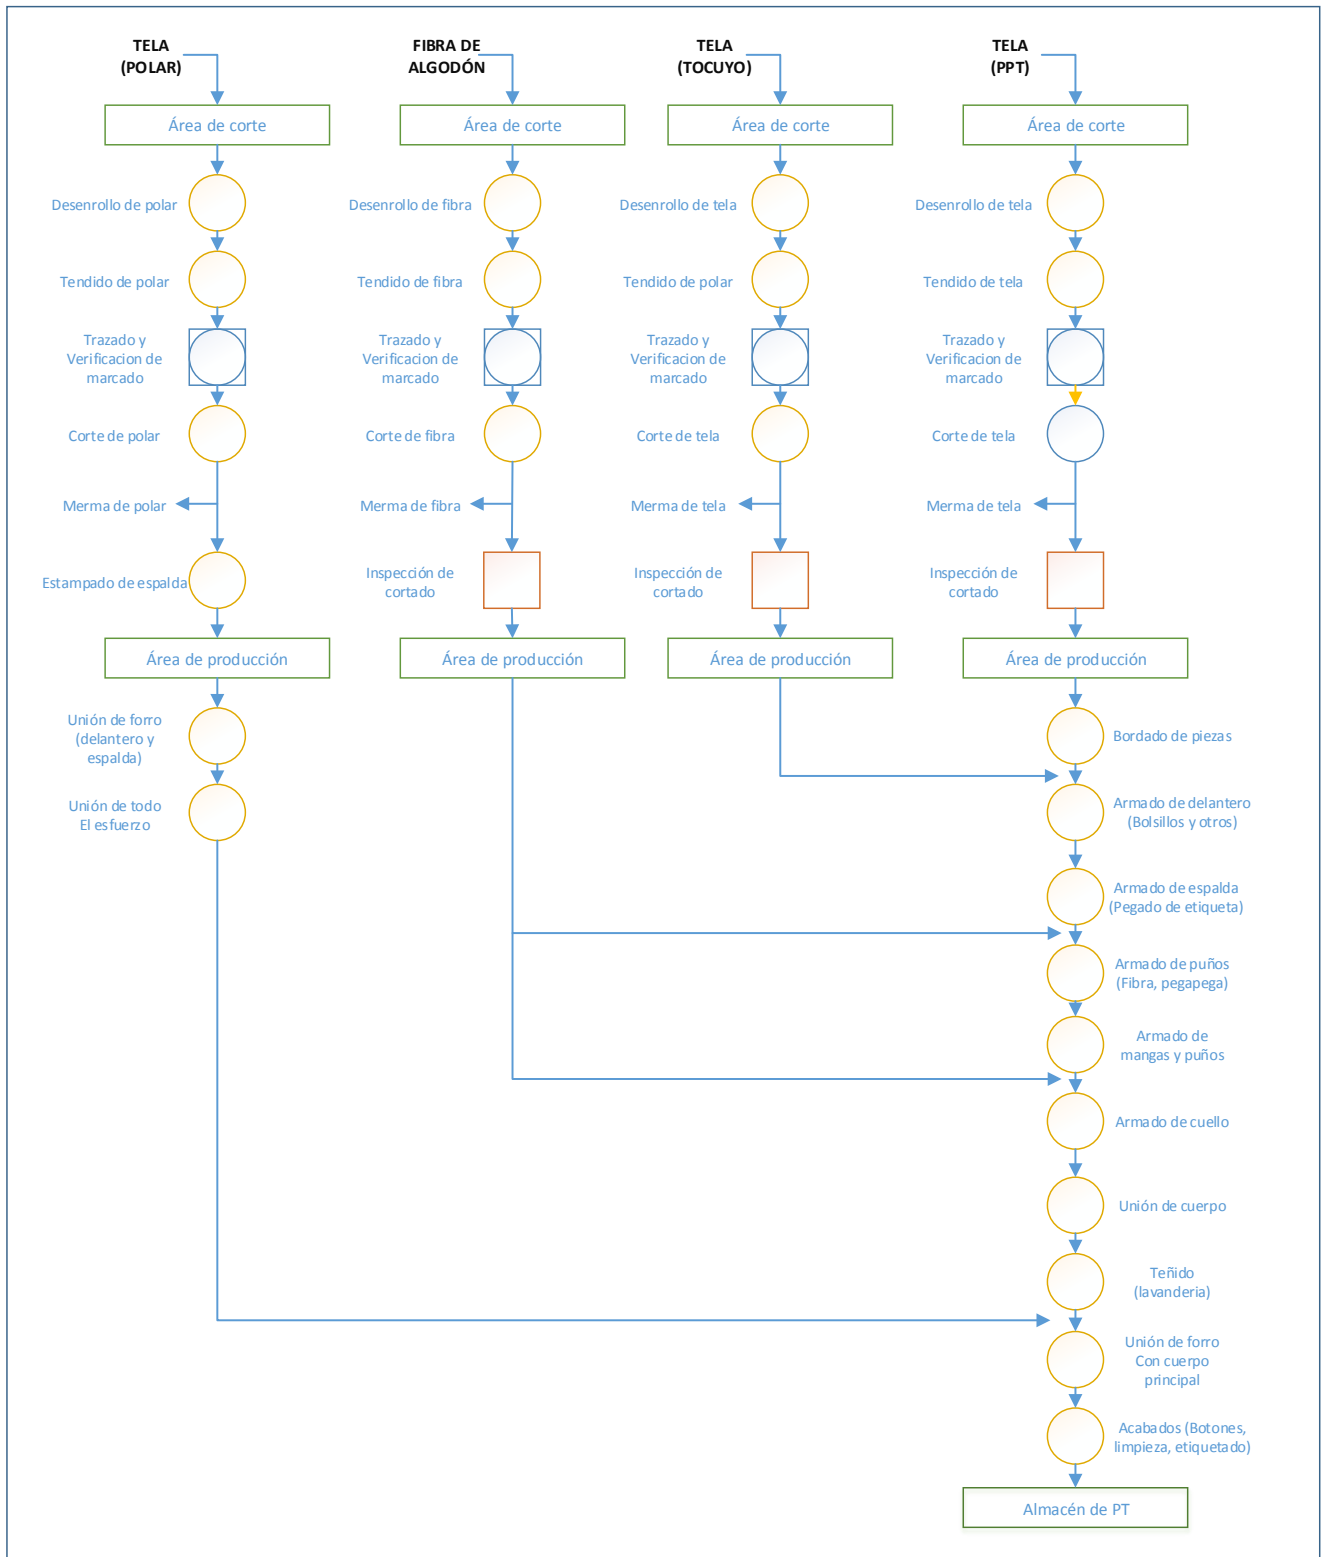 TELA
(POLAR)
FIBRA DE
ALGODÓN
TELA
(TOCUYO)
TELA
(PPT)
Área de corte
Área de corte
Área de corte
Área de corte
Desenrollo de polar
Desenrollo de fibra
Desenrollo de tela
Desenrollo de tela
Tendido de polar
Tendido de fibra
Tendido de polar
Tendido de tela
Trazado y
Verificacion de
marcado
Trazado y
Verificacion de
marcado
Trazado y
Verificacion de
marcado
Trazado y
Verificacion de
marcado
Corte de polar
Corte de fibra
Corte de tela
Corte de tela
Merma de polar
Merma de fibra
Merma de tela
Merma de tela
Estampado de espalda
Inspección de
cortado
Inspección de
cortado
Inspección de
cortado
Área de producción
Área de producción
Área de producción
Área de producción
Unión de forro
(delantero y
espalda)
Bordado de piezas
Unión de todo
El esfuerzo
Armado de delantero
(Bolsillos y otros)
Armado de espalda
(Pegado de etiqueta)
Armado de puños
(Fibra, pegapega)
Armado de
mangas y puños
Armado de cuello
Unión de cuerpo
Teñido
(lavanderia)
Unión de forro
Con cuerpo
principal
Acabados (Botones,
limpieza, etiquetado)
Almacén de PT